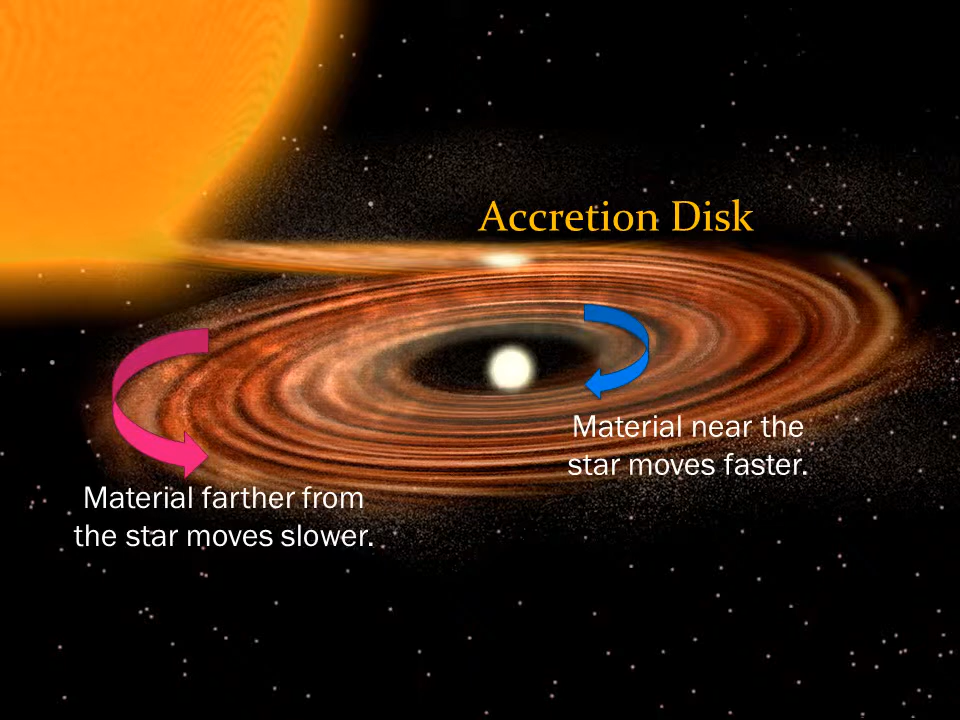 Accretion Disk
Material near the
star moves faster.
Material farther from
the star moves slower.